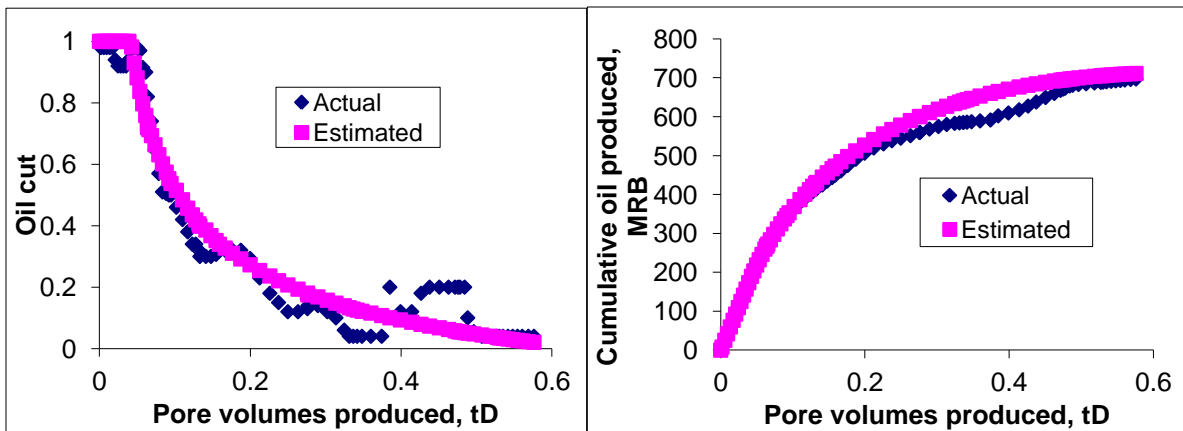 Oil cut
1
0.8
0.6
0.4
0.2
0
0
0.2
0.4
0.6
Pore volumes produced, tD
Actual
Estimated
Cumulative oil produced,
MRB
800
700
600
500
400
300
200
100
0
0
0.2
0.4
0.6
Pore volumes produced, tD
Actual
Estimated